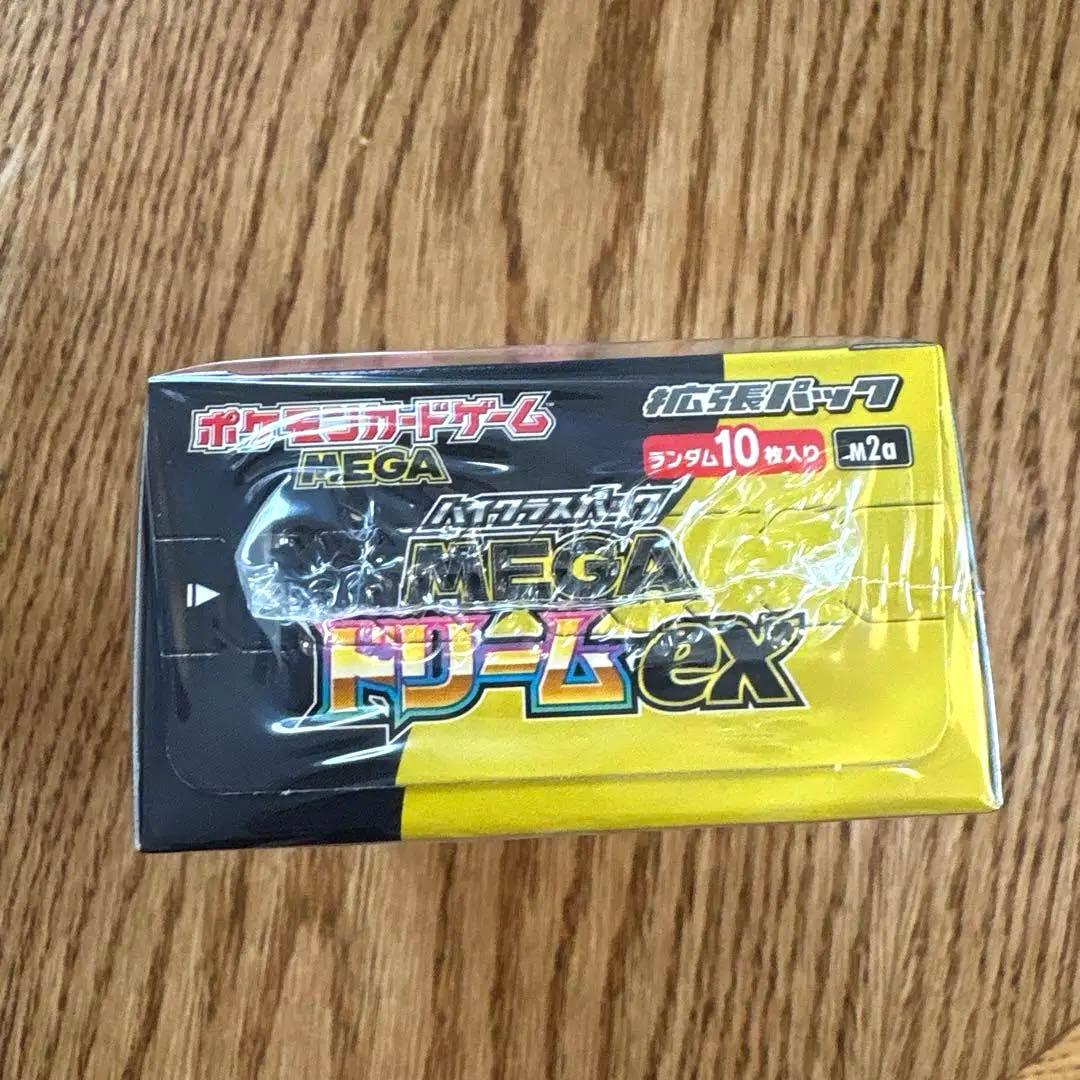 ポケモンカードゲーム
MEGA
拡張パック
ランダム10枚入り
M2a
ハイクラスパック
MEGA
ドリームex